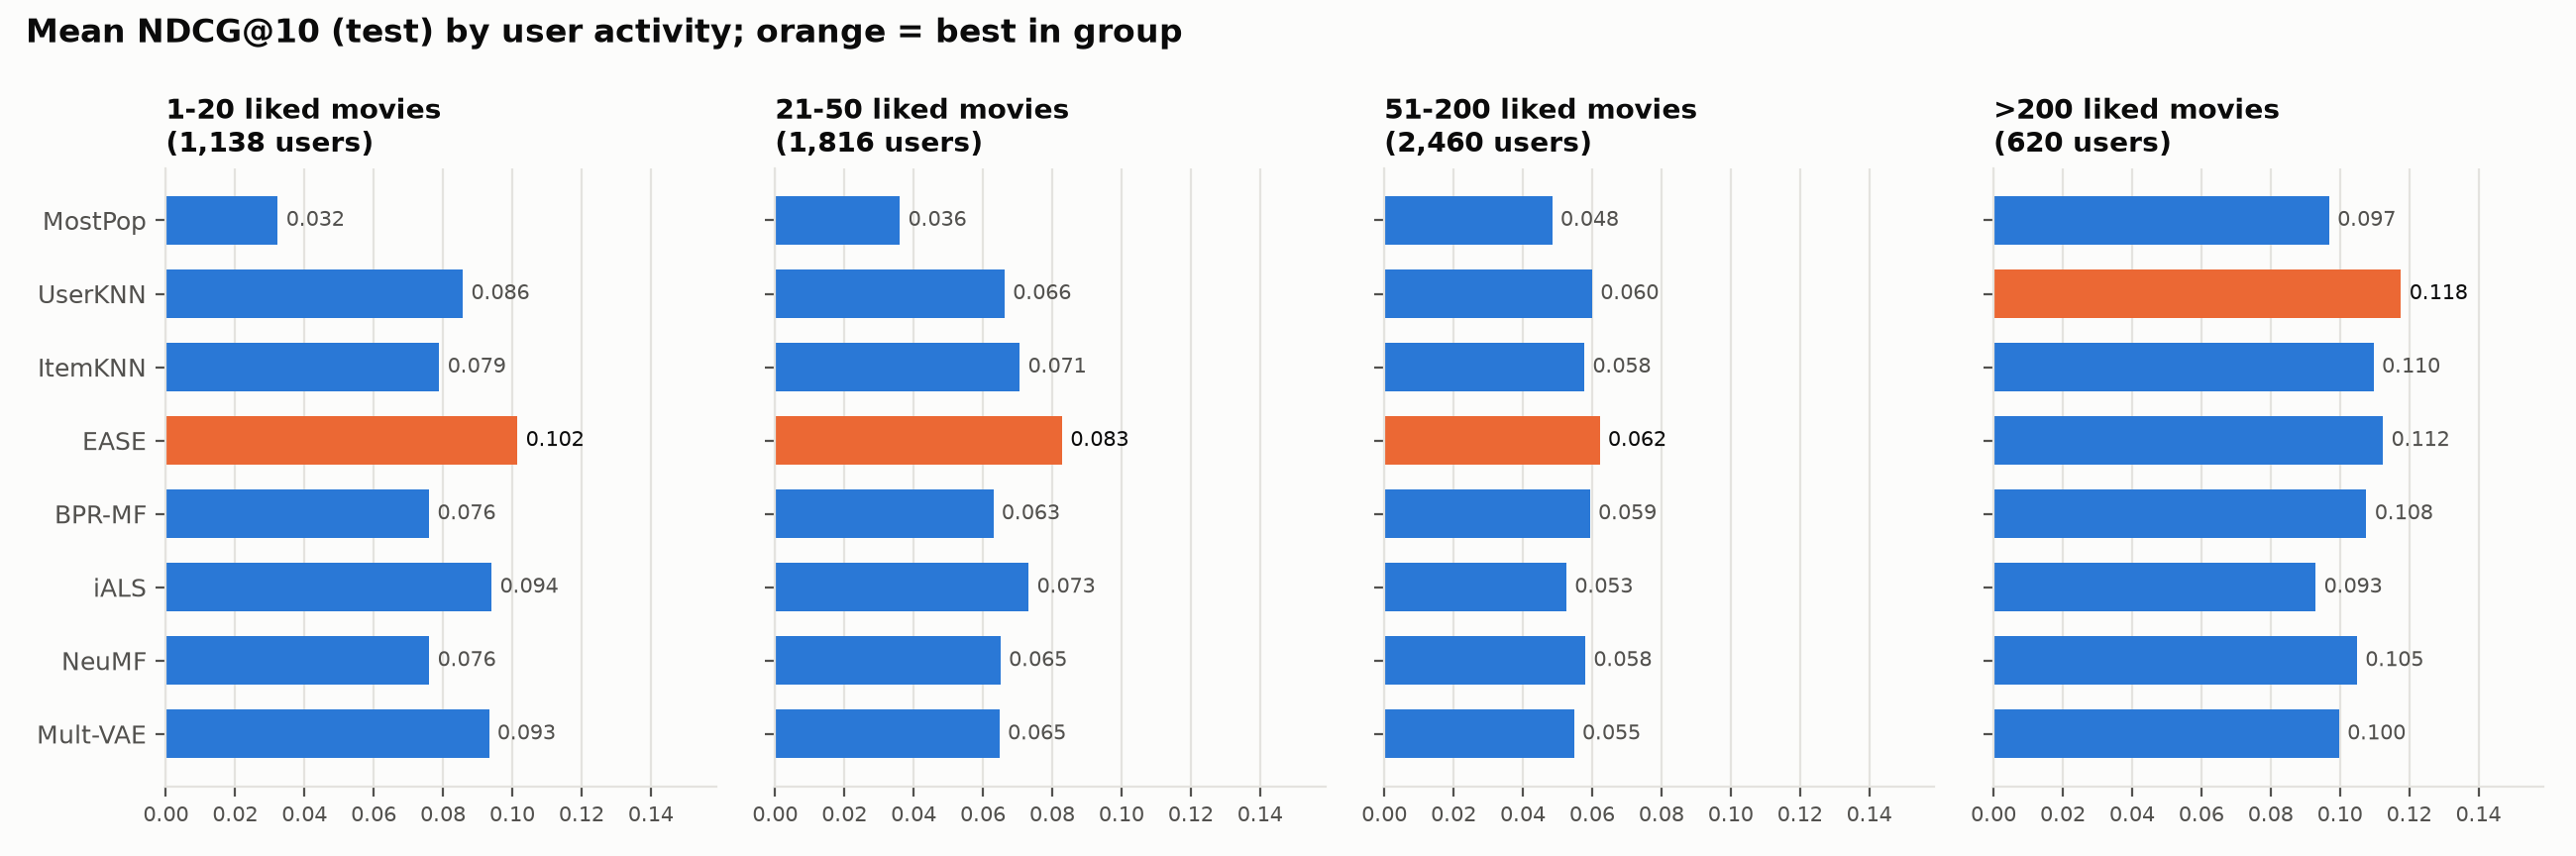 Mean NDCG@10 (test) by user activity; orange = best in group
1-20 liked movies
(1,138 users)
MostPop
UserKNN
ItemKNN
EASE
BPR-MF
iALS
NeuMF
Mult-VAE
0.032
0.086
0.079
0.102
0.076
0.094
0.076
0.093
0.00 0.02 0.04 0.06 0.08 0.10 0.12 0.14
21-50 liked movies
(1,816 users)
0.036
0.066
0.071
0.083
0.063
0.073
0.065
0.065
0.00 0.02 0.04 0.06 0.08 0.10 0.12 0.14
51-200 liked movies
(2,460 users)
0.048
0.060
0.058
0.062
0.059
0.053
0.058
0.055
0.00 0.02 0.04 0.06 0.08 0.10 0.12 0.14
>200 liked movies
(620 users)
0.097
0.118
0.110
0.112
0.108
0.093
0.105
0.100
0.00 0.02 0.04 0.06 0.08 0.10 0.12 0.14